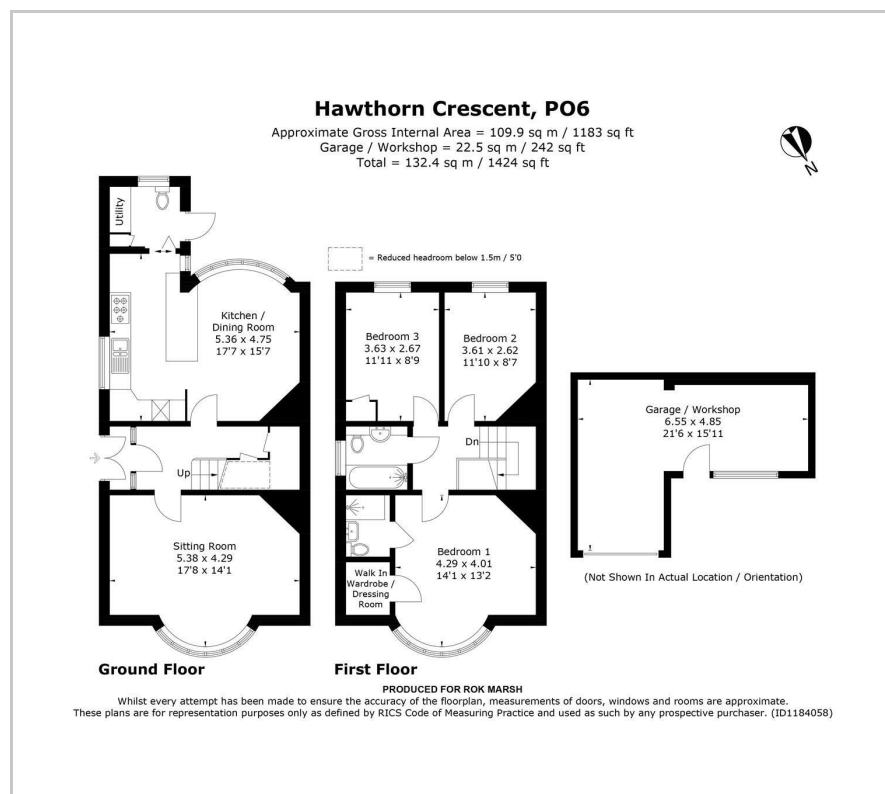 Hawthorn Crescent, PO6
Approximate Gross Internal Area = 109.9 sq m / 1183 sq ft
Garage / Workshop = 22.5 sq m / 242 sq ft
Total = 132.4 sq m / 1424 sq ft
N
Utility
= Reduced headroom below 1.5m / 5'0
Kitchen /
Dining Room
5.36 x 4.75
17'7 x 15'7
Up
Sitting Room
5.38 x 4.29
17'8 x 14'1
Ground Floor
Bedroom 3
3.63 x 2.67
11'11 x 8'9
Bedroom 2
3.61 x 2.62
11'10 x 8'7
Dn
Bedroom 1
4.29 x 4.01
14'1 x 13'2
Walk In
Wardrobe /
Dressing
Room
First Floor
Garage / Workshop
6.55 x 4.85
21'6 x 15'11
(Not Shown In Actual Location / Orientation)
PRODUCED FOR ROK MARSH
Whilst every attempt has been made to ensure the accuracy of the floorplan, measurements of doors, windows and rooms are approximate.
These plans are for representation purposes only as defined by RICS Code of Measuring Practice and used as such by any prospective purchaser. (ID1184058)